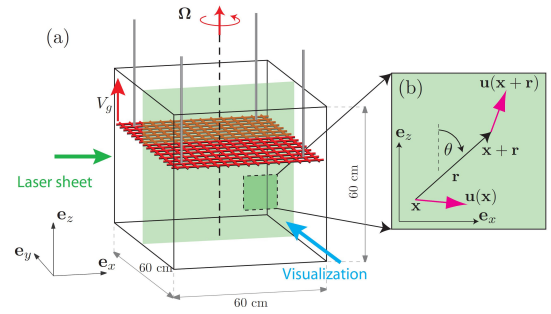 (a)
Ω
V_g
Laser sheet
e_z
e_y
e_x
60 cm
60 cm
60 cm
Visualization
(b)
u(x + r)
e_z
θ
x + r
r
x
u(x)
e_x